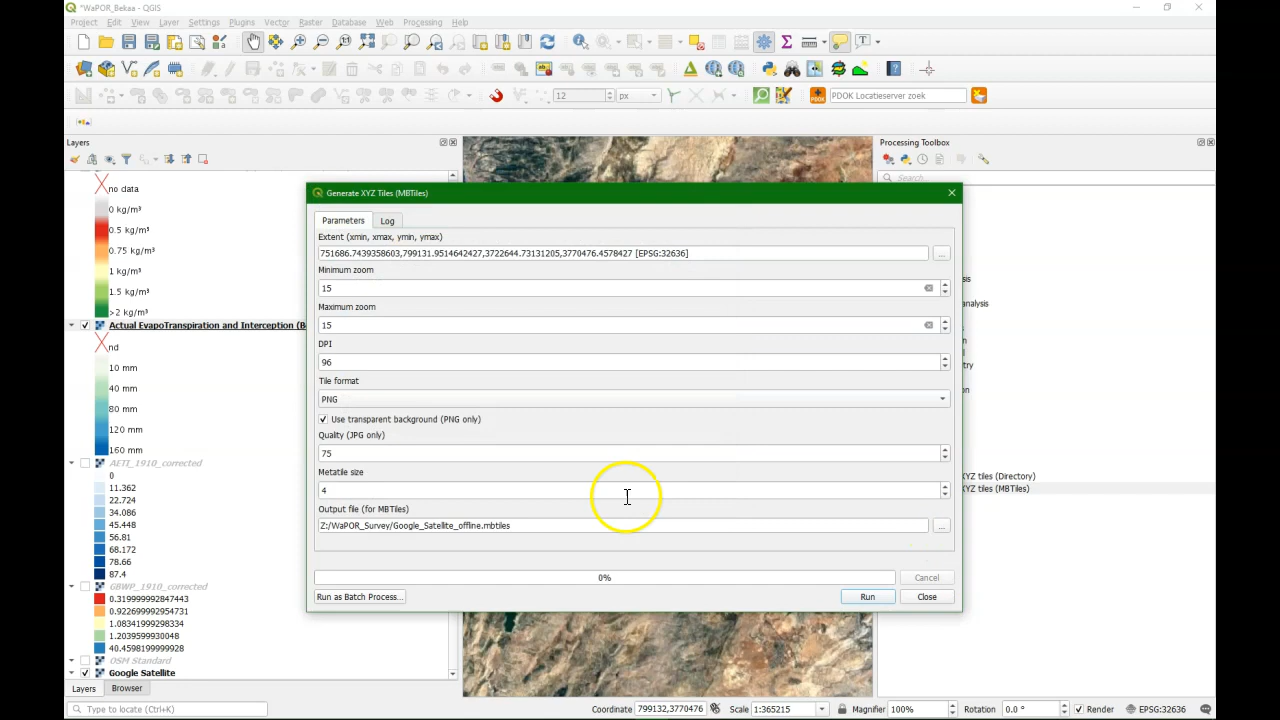 *WaPOR_Bekaa - QGIS
Project Edit View Layer Settings Plugins Vector Raster Database Web Processing Help
12 px PDOK Locatieserver zoek
Layers
Processing Toolbox
Search...
no data
0 kg/m³
0.5 kg/m³
0.75 kg/m³
1 kg/m³
1.5 kg/m³
>2 kg/m³
Actual EvapoTranspiration and Interception (B
nd
10 mm
40 mm
80 mm
120 mm
160 mm
AETI_1910_corrected
0
11.362
22.724
34.086
45.448
56.81
68.172
78.66
87.4
GBWP_1910_corrected
0.319999992847443
0.922699992954731
1.08342999298334
1.2039599930048
40.4598199999928
OSM Standard
Google Satellite
Layers Browser
Generate XYZ Tiles (MBTiles)
Parameters Log
Extent (xmin, xmax, ymin, ymax)
751686.7439358603,799131.9514642427,3722644.73131205,3770476.4578427 [EPSG:32636]
...
Minimum zoom
15
Maximum zoom
15
DPI
96
Tile format
PNG
Use transparent background (PNG only)
Quality (JPG only)
75
Metatile size
4
Output file (for MBTiles)
Z:/WaPOR_Survey/Google_Satellite_offline.mbtiles
...
0%
Cancel
Run as Batch Process...
Run
Close
sis
analysis
XYZ tiles (Directory)
XYZ tiles (MBTiles)
Type to locate (Ctrl+K) Coordinate 799132,3770476 Scale 1:365215 Magnifier 100% Rotation 0.0 ° Render EPSG:32636